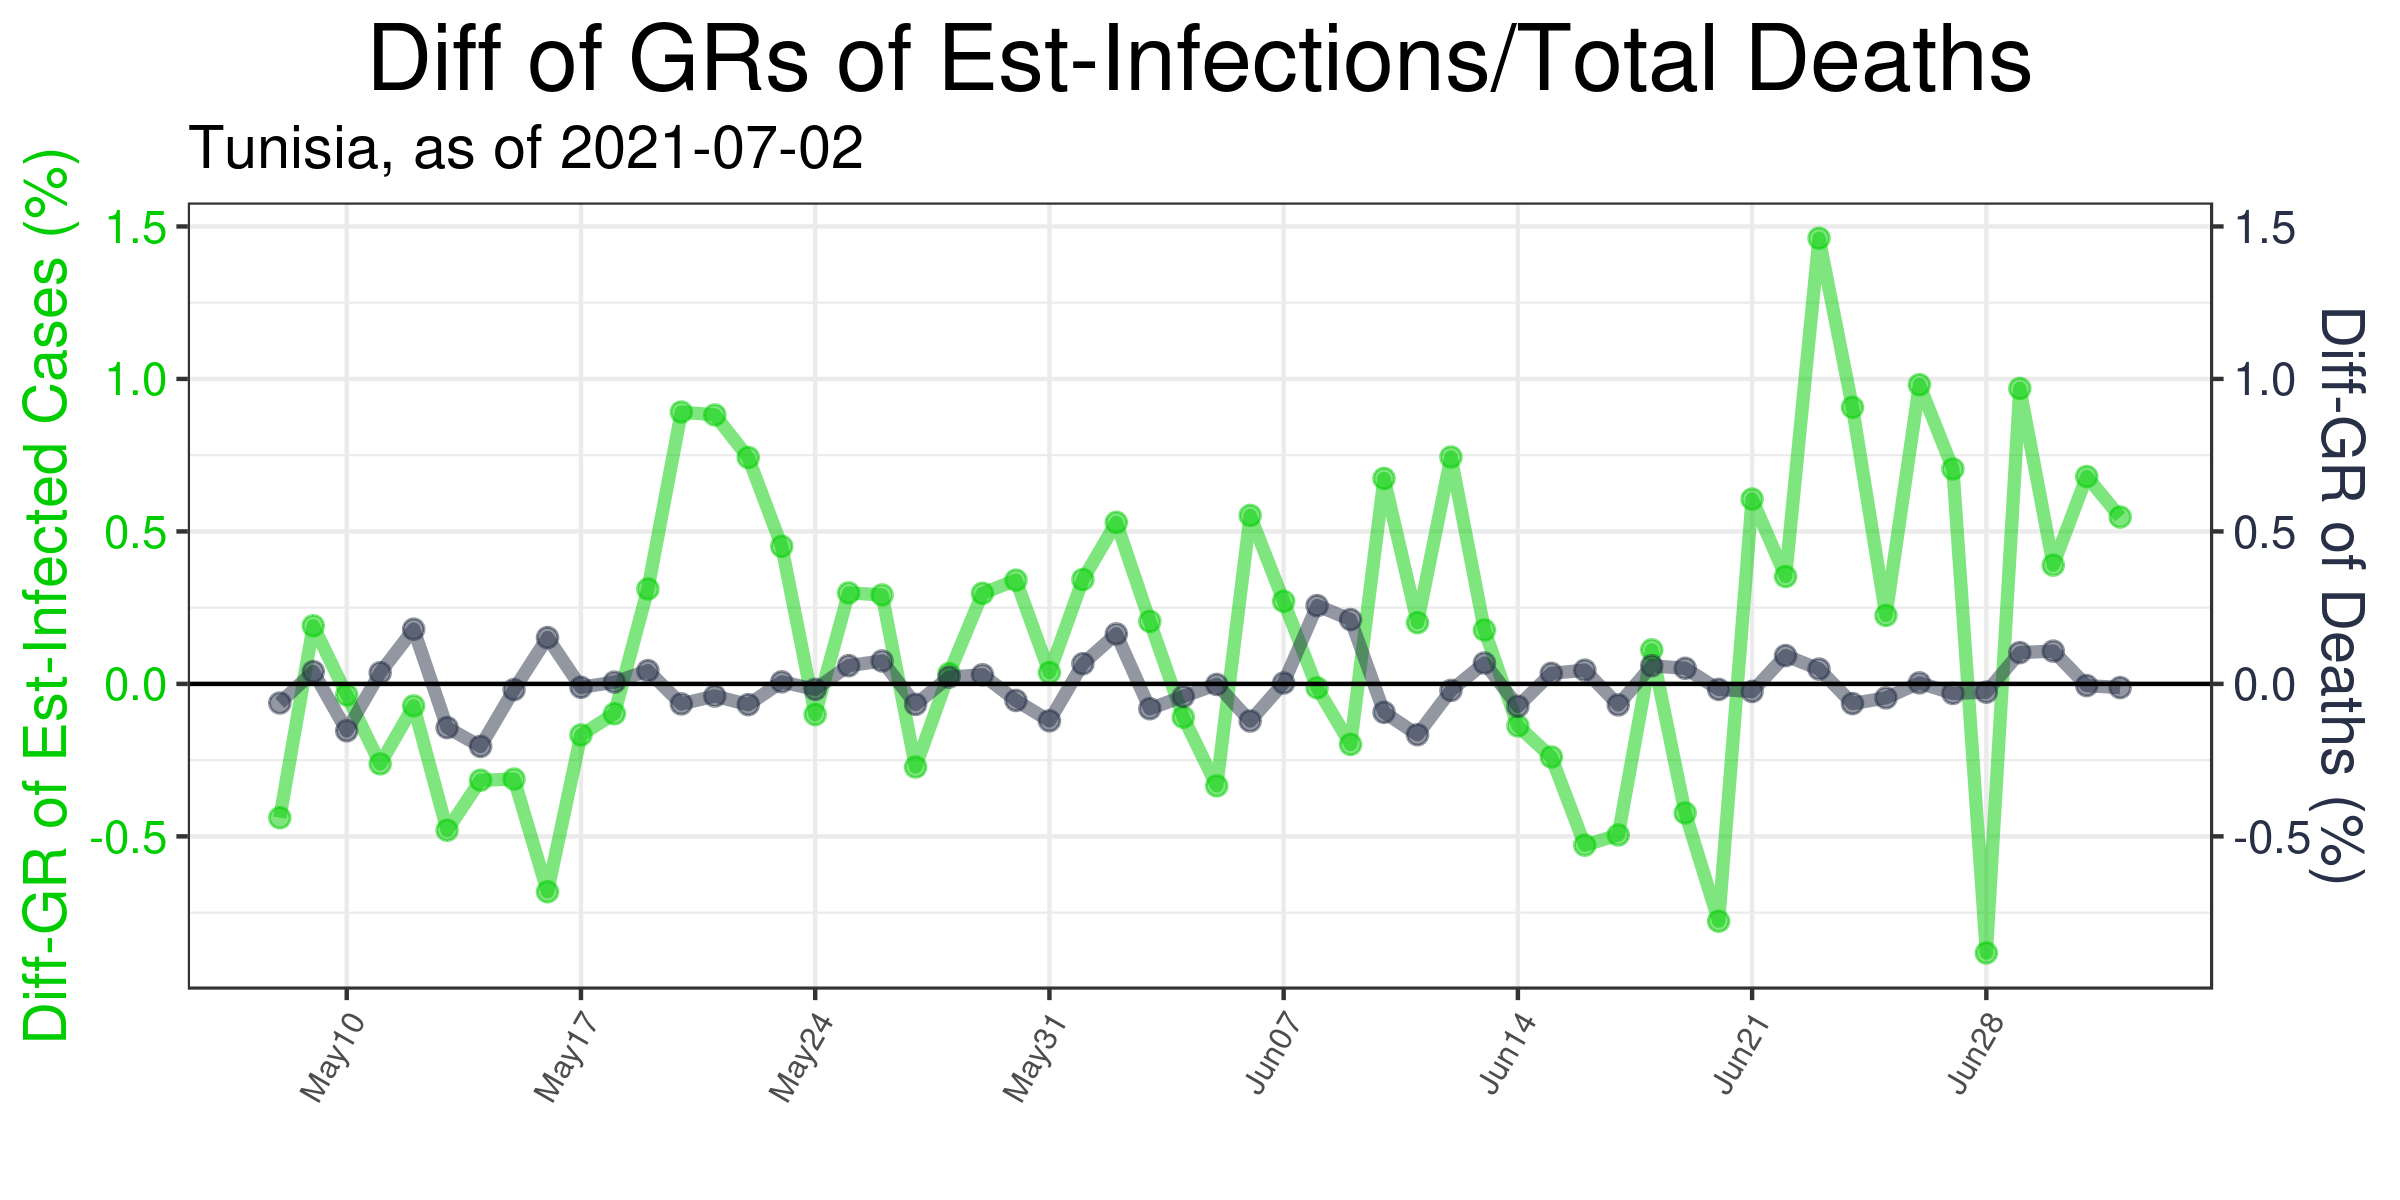 Diff of GRs of Est-Infections/Total Deaths
Tunisia, as of 2021-07-02
Diff-GR of Est-Infected Cases (%)
1.5
1.0
0.5
0.0
-0.5
1.5
1.0
0.5
0.0
-0.5
Diff-GR of Deaths (%)
May10
May17
May24
May31
Jun07
Jun14
Jun21
Jun28